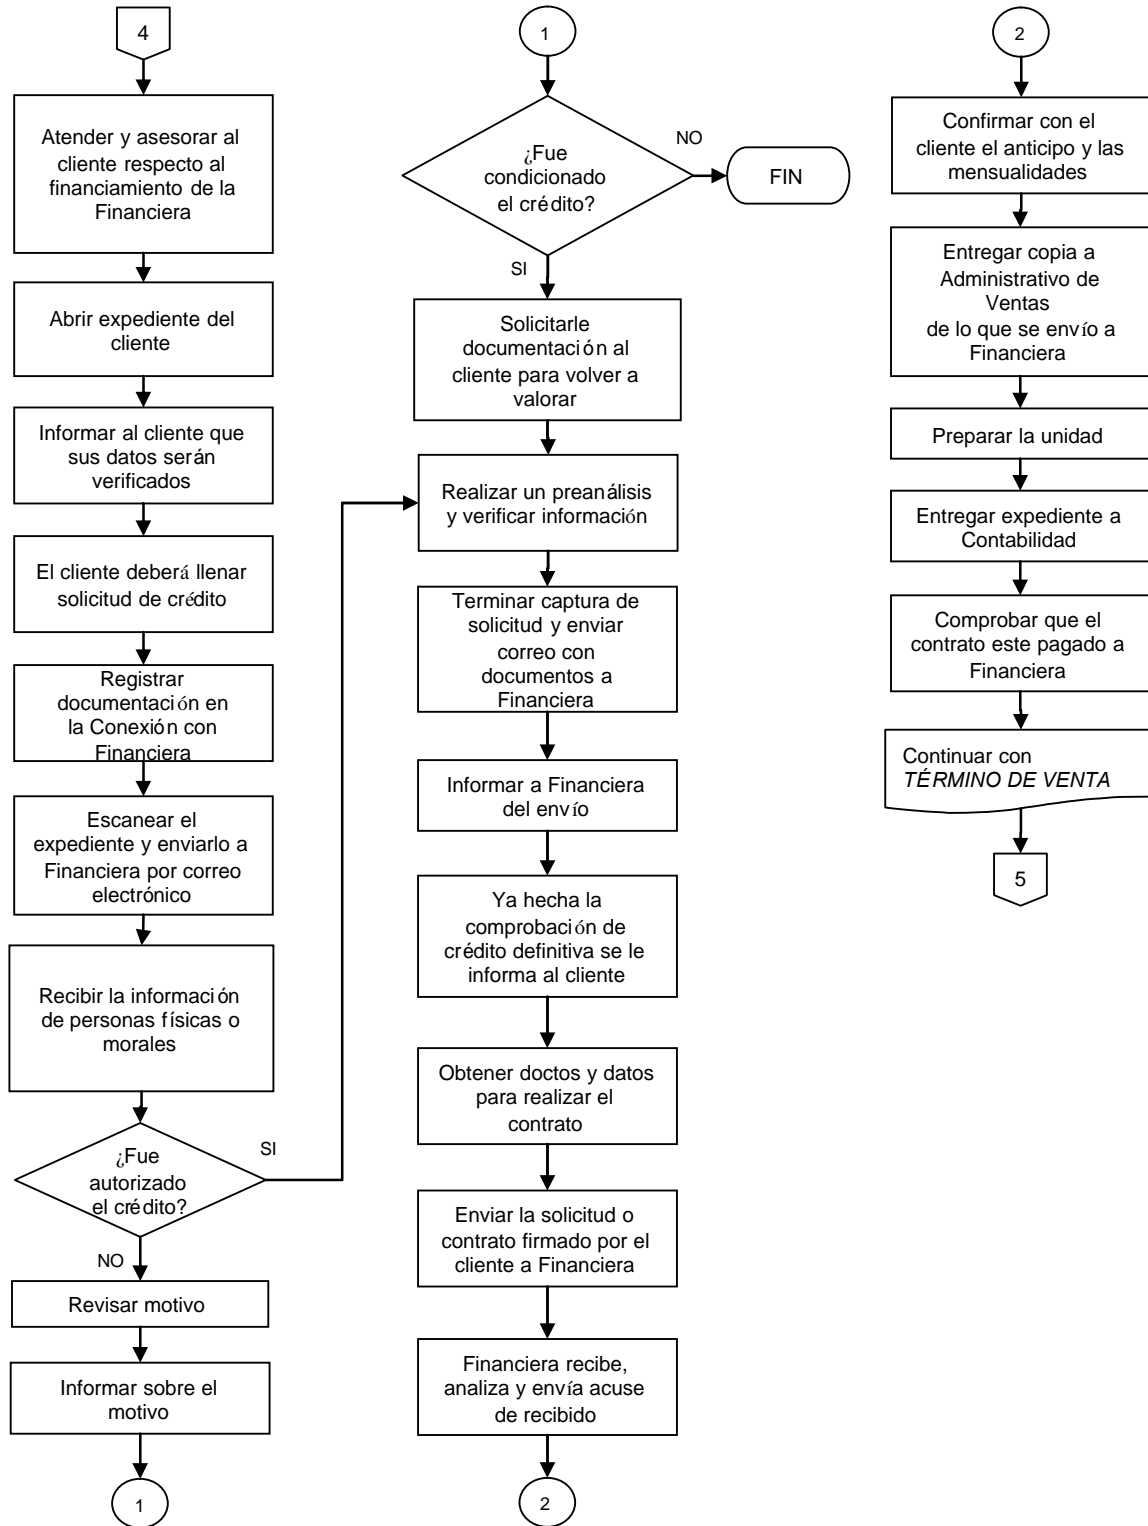 4
Atender y asesorar al
cliente respecto al
financiamiento de la
Financiera
Abrir expediente del
cliente
Informar al cliente que
sus datos serán
verificados
El cliente deberá llenar
solicitud de crédito
Registrar
documentación en
la Conexión con
Financiera
Escanear el
expediente y enviarlo a
Financiera por correo
electrónico
Recibir la información
de personas físicas o
morales
¿Fue
autorizado
el crédito?
SI
NO
Revisar motivo
Informar sobre el
motivo
1
1
¿Fue
condicionado
el crédito?
NO
FIN
SI
Solicitarle
documentación al
cliente para volver a
valorar
Realizar un preanálisis
y verificar información
Terminar captura de
solicitud y enviar
correo con
documentos a
Financiera
Informar a Financiera
del envío
Ya hecha la
comprobación de
crédito definitiva se le
informa al cliente
Obtener doctos y datos
para realizar el
contrato
Enviar la solicitud o
contrato firmado por el
cliente a Financiera
Financiera recibe,
analiza y envía acuse
de recibido
2
2
Confirmar con el
cliente el anticipo y las
mensualidades
Entregar copia a
Administrativo de
Ventas
de lo que se envío a
Financiera
Preparar la unidad
Entregar expediente a
Contabilidad
Comprobar que el
contrato este pagado a
Financiera
Continuar con
TÉRMINO DE VENTA
5